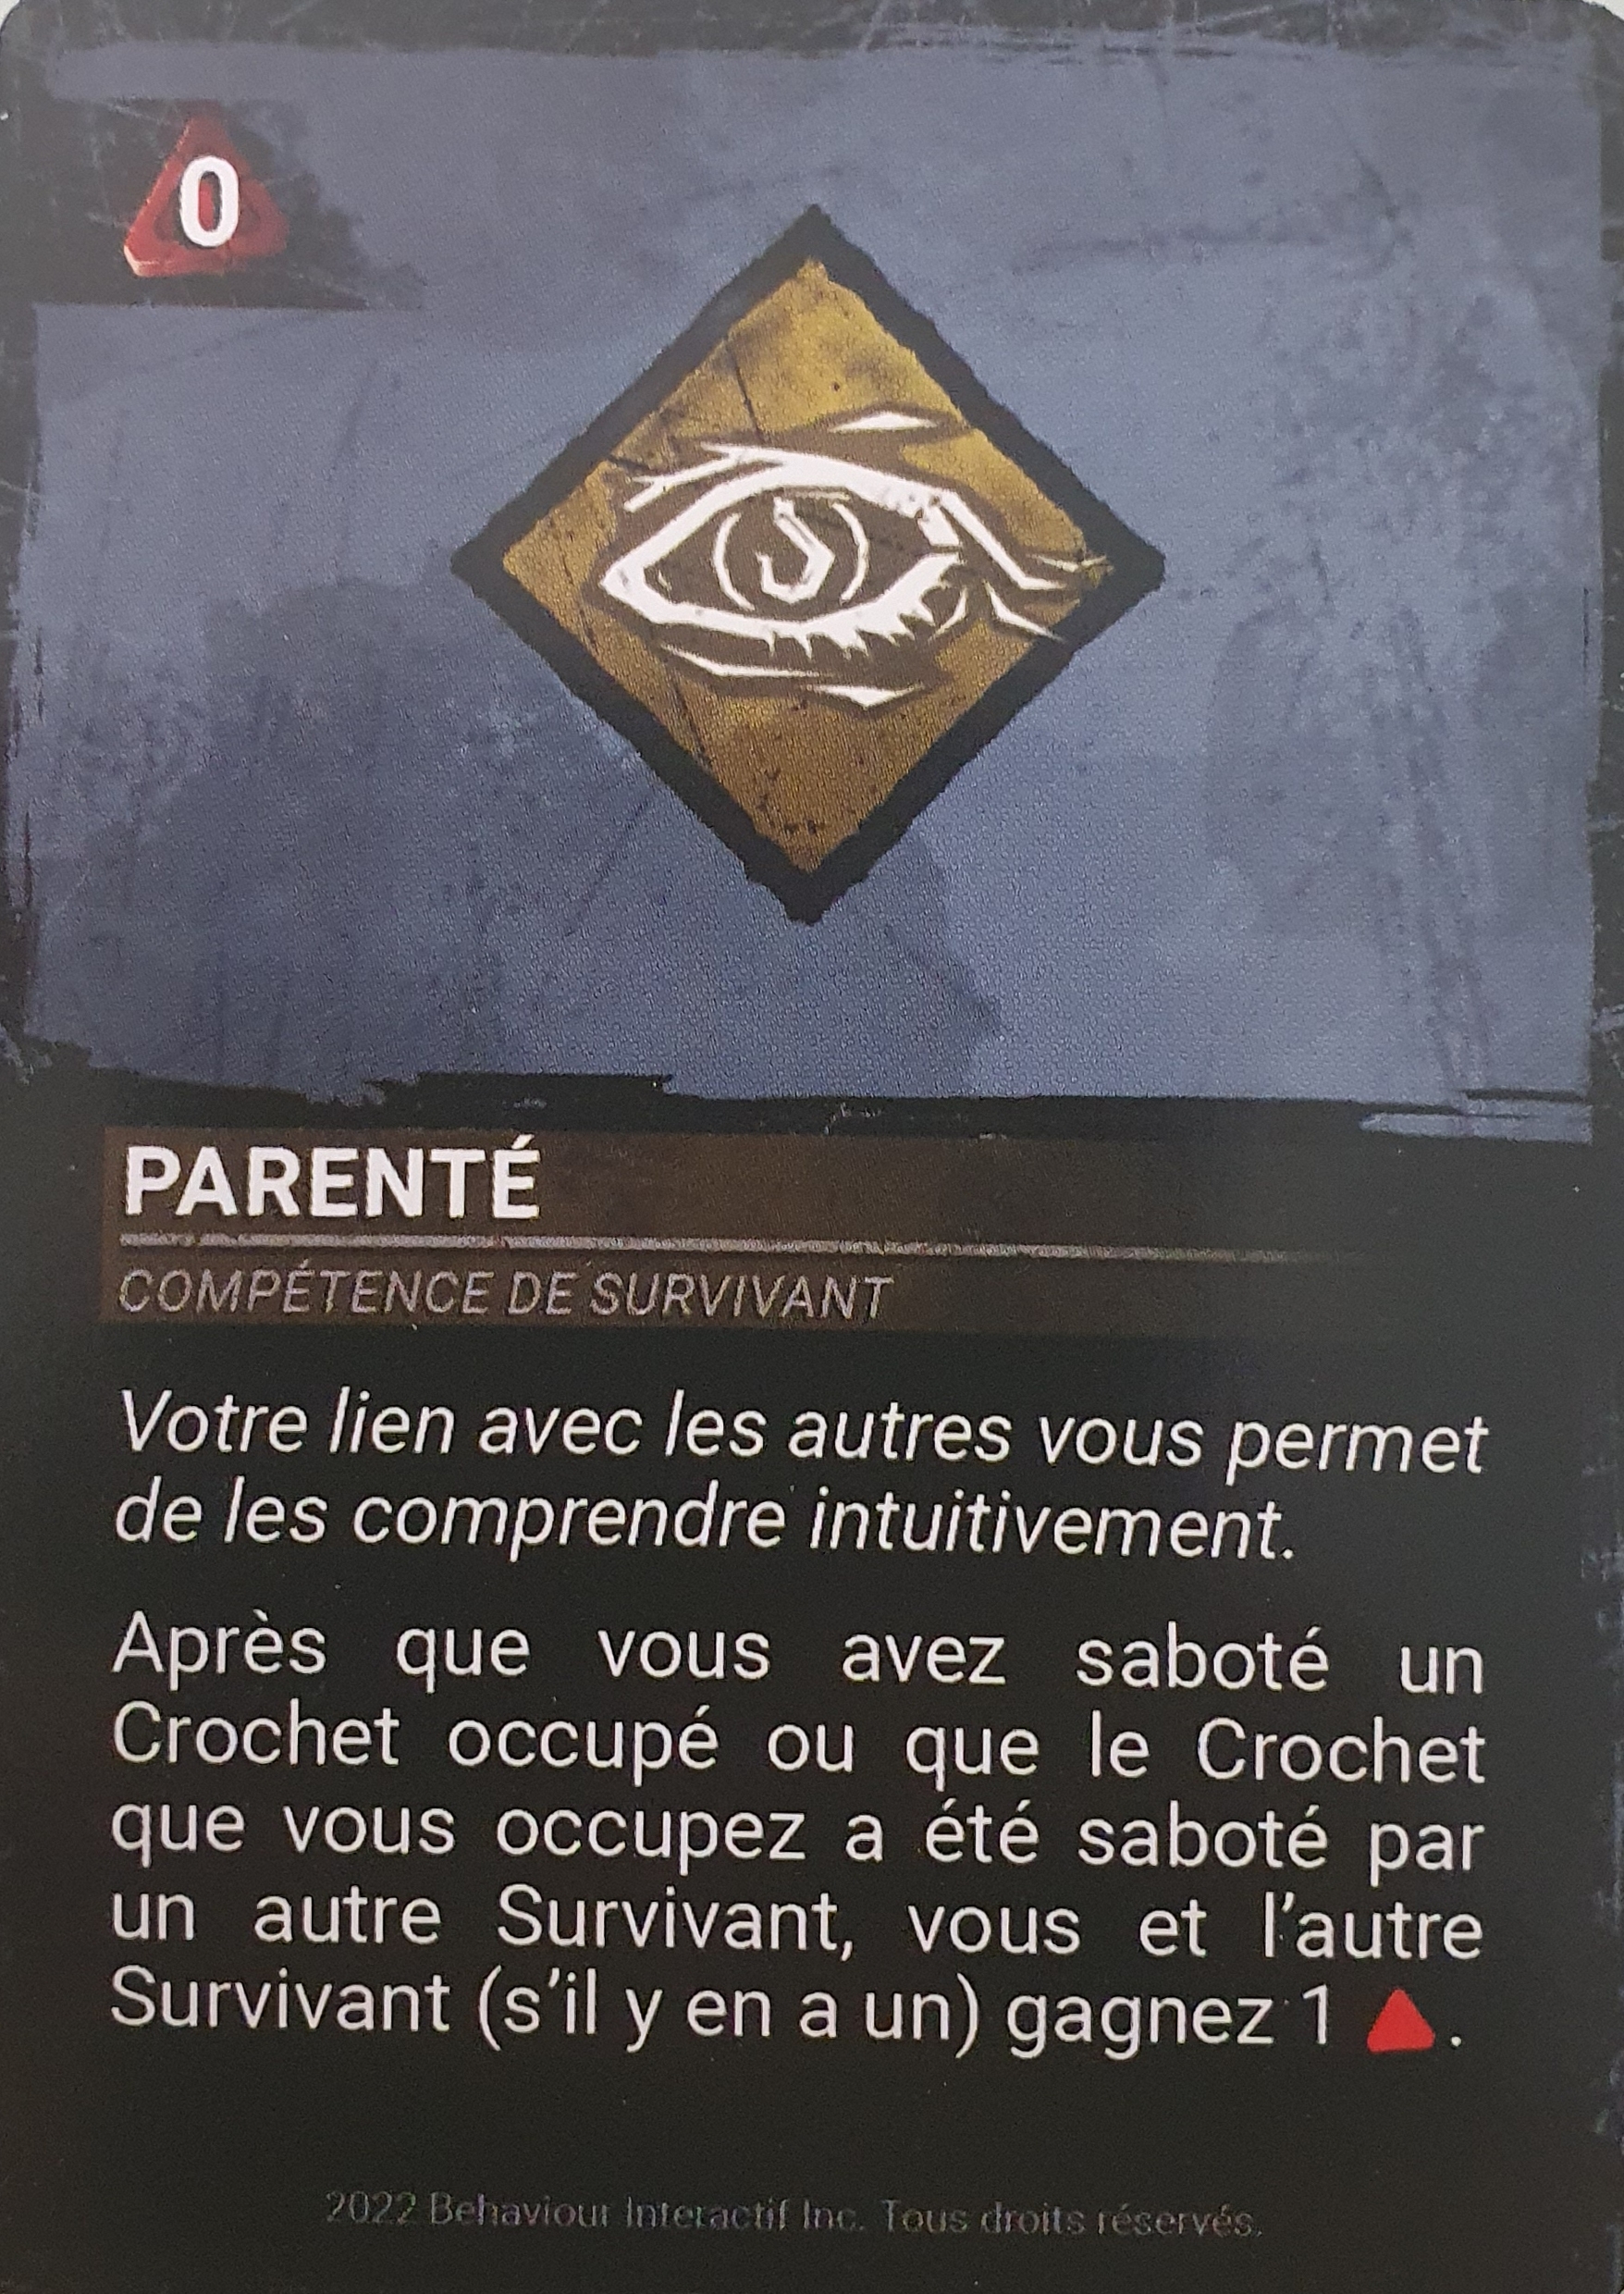 0
PARENTÉ
COMPÉTENCE DE SURVIVANT
Votre lien avec les autres vous permet
de les comprendre intuitivement.
Après que vous avez saboté un
Crochet occupé ou que le Crochet
que vous occupez a été saboté par
un autre Survivant, vous et l'autre
Survivant (s'il y en a un) gagnez 1 ▲.
2022 Behaviour Interactif Inc. Tous droits réservés.